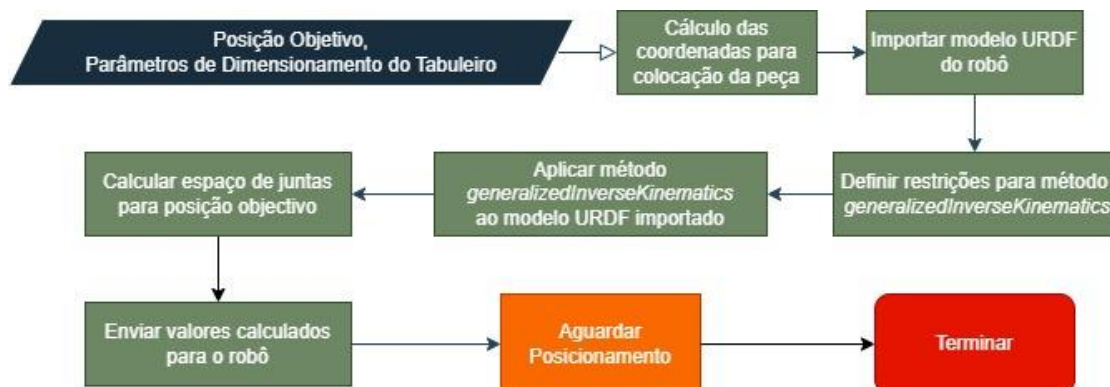 Posição Objetivo,
Parâmetros de Dimensionamento do Tabuleiro
Cálculo das
coordenadas para
colocação da peça
Importar modelo URDF
do robô
Definir restrições para método
generalizedInverseKinematics
Aplicar método
generalizedInverseKinematics
ao modelo URDF importado
Calcular espaço de juntas
para posição objectivo
Enviar valores calculados
para o robô
Aguardar
Posicionamento
Terminar